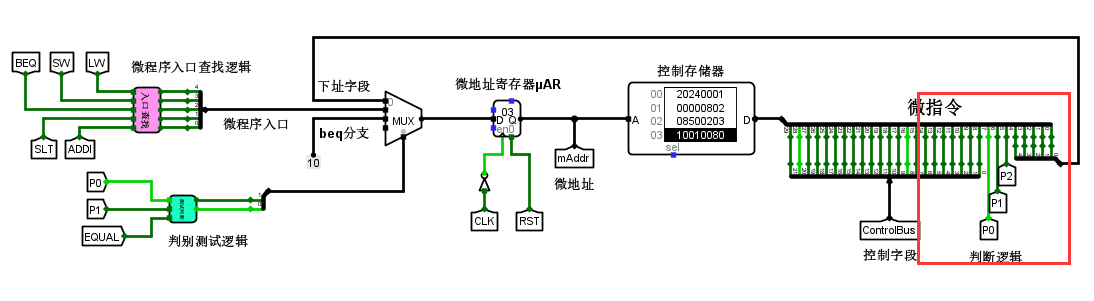 BEQ SW LW
微程序入口查找逻辑
入口查找
微程序入口
SLT ADDI
P0
P1
EQUAL
判别测试逻辑
下址字段
beq分支
10
0
MUX
微地址寄存器μAR
03
D Q
en0
CLK RST
mAddr
微地址
控制存储器
A
00 20240001
01 00000802
02 08500203
03 10010080
D
sel
微指令
ControlBus
控制字段
P2
P1
P0
判断逻辑